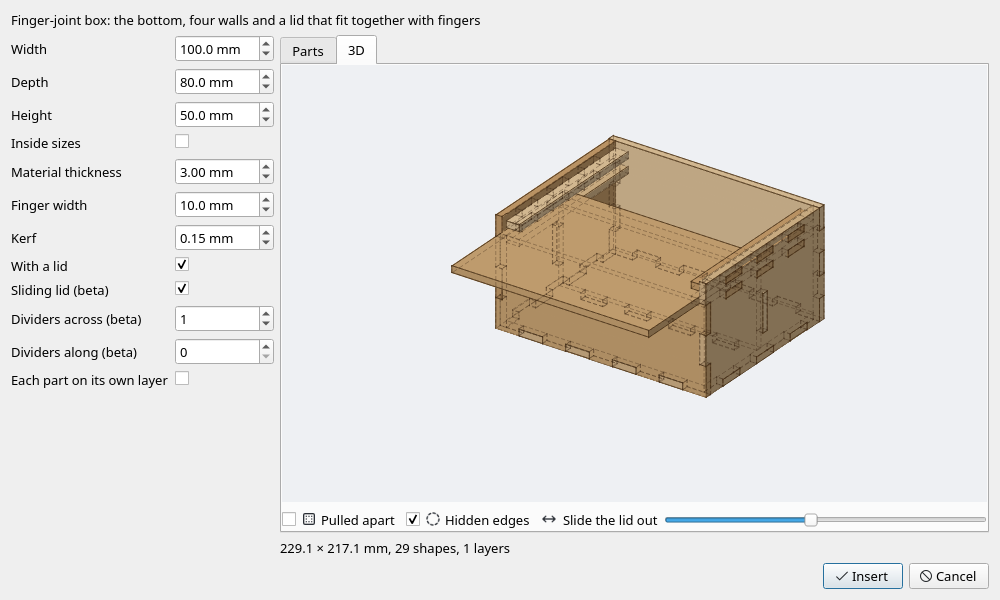 Finger-joint box: the bottom, four walls and a lid that fit together with fingers
Width
100.0 mm
Depth
80.0 mm
Height
50.0 mm
Inside sizes
Material thickness
3.00 mm
Finger width
10.0 mm
Kerf
0.15 mm
With a lid
Sliding lid (beta)
Dividers across (beta)
1
Dividers along (beta)
0
Each part on its own layer
Parts
3D
Pulled apart
Hidden edges
Slide the lid out
229.1 × 217.1 mm, 29 shapes, 1 layers
Insert
Cancel